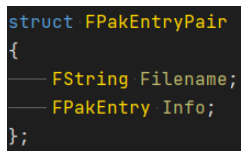 struct FPakEntryPair
{
    FString Filename;
    FPakEntry Info;
};